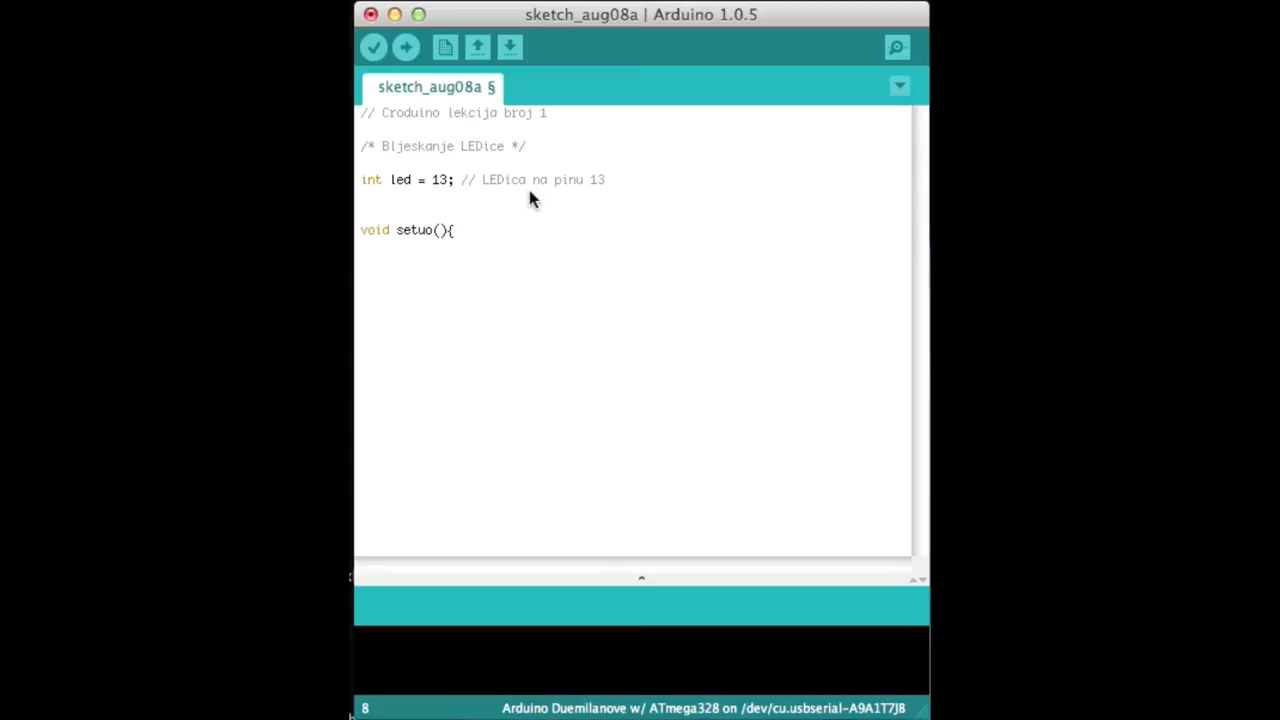 sketch_aug08a | Arduino 1.0.5
sketch_aug08a §
// Croduino lekcija broj 1
/* Bljeskanje LEDice */
int led = 13; // LEDica na pinu 13
void setuo(){
8
Arduino Duemilanove w/ ATmega328 on /dev/cu.usbserial-A9A1T7J8